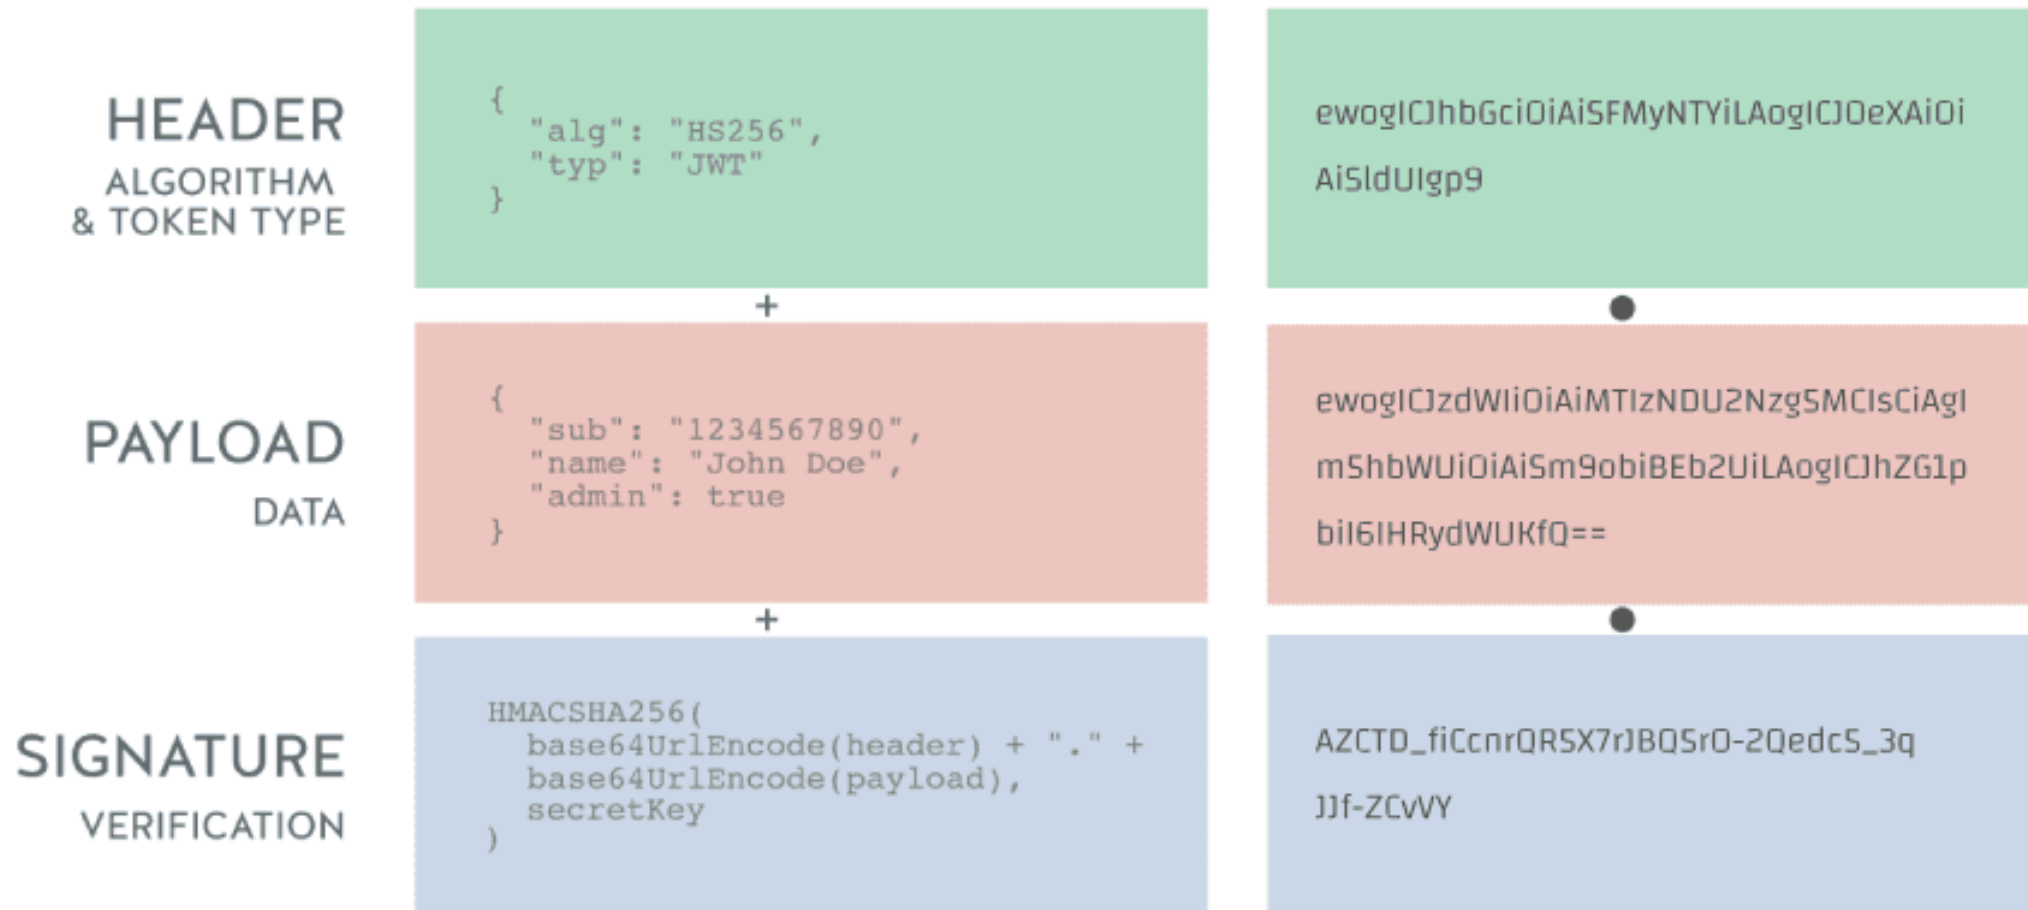 HEADER
ALGORITHM
& TOKEN TYPE
{
"alg": "HS256",
"typ": "JWT"
}
ewogICJhbGciOiAiSFMyNTYiLAogICJ0eXAiOi
AiSldUIgp9
+
●
PAYLOAD
DATA
{
"sub": "1234567890",
"name": "John Doe",
"admin": true
}
ewogICJzdWIiOiAiMTIzNDU2Nzg5MCIsCiAgI
m5hbWUiOiAiSm9obiBEb2UiLAogICJhZG1p
biI6IHRydWUKfQ==
+
●
SIGNATURE
VERIFICATION
HMACSHA256(
base64UrlEncode(header) + "." +
base64UrlEncode(payload),
secretKey
)
AZCTD_fiCcnrQR5X7rJBQ5rO-2Qedc5_3q
JJf-ZCvVY